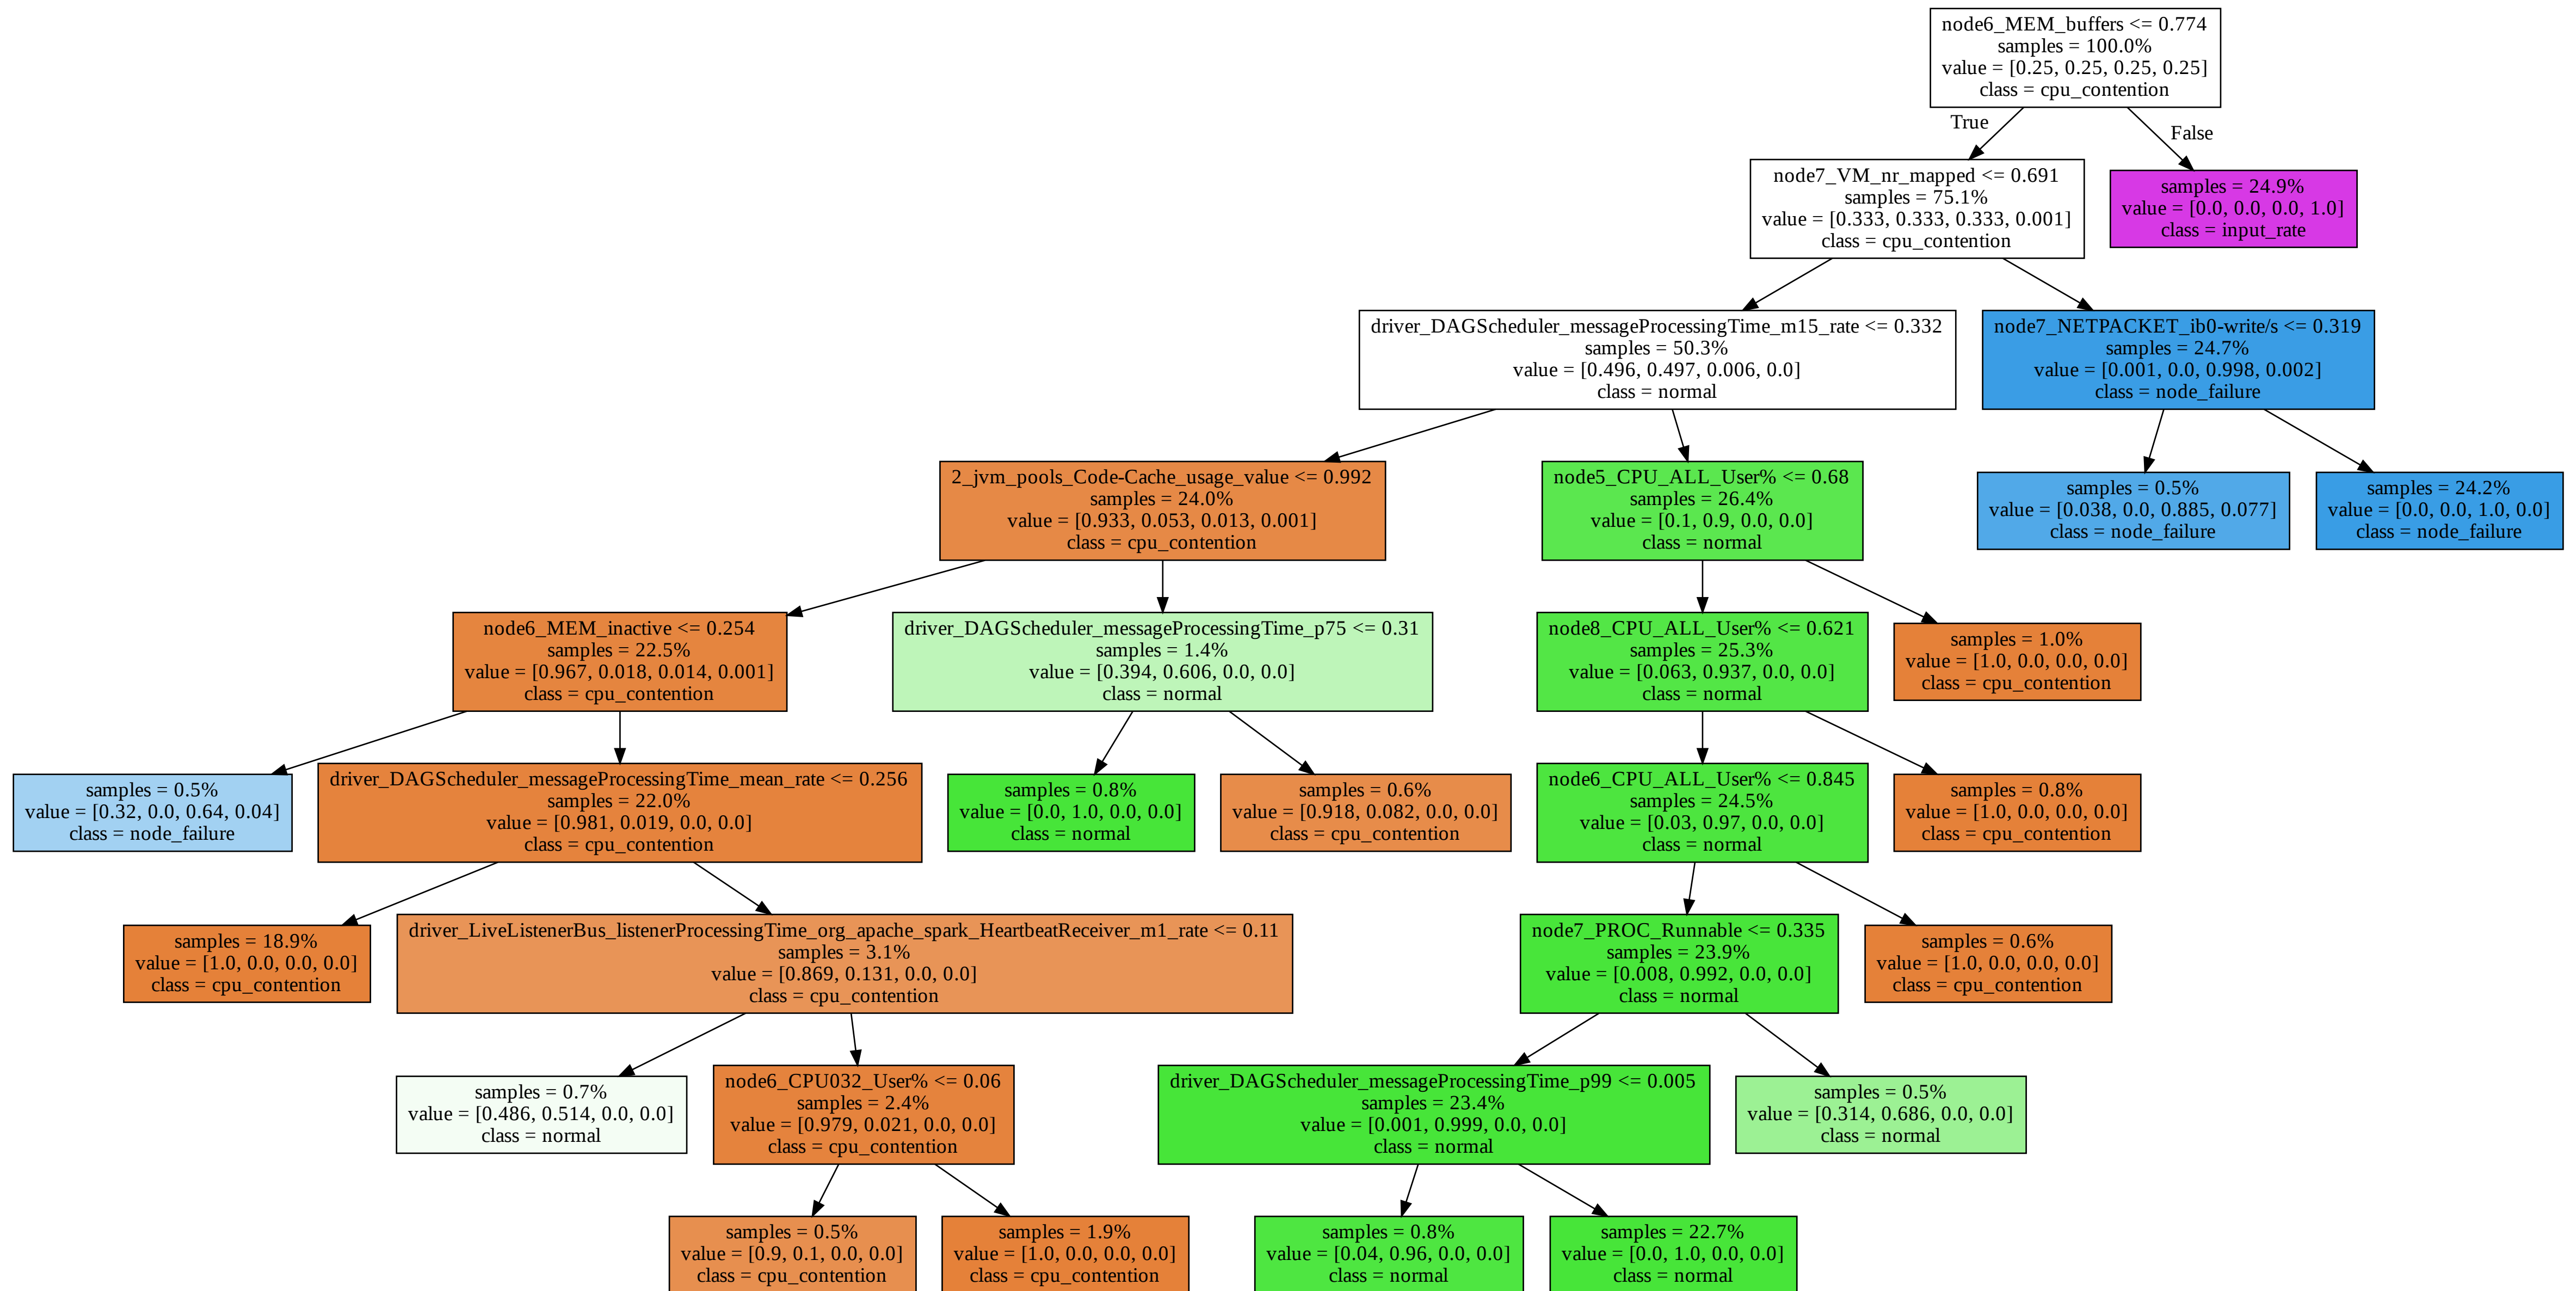 node6_MEM_buffers <= 0.774
samples = 100.0%
value = [0.25, 0.25, 0.25, 0.25]
class = cpu_contention
True
False
node7_VM_nr_mapped <= 0.691
samples = 75.1%
value = [0.333, 0.333, 0.333, 0.001]
class = cpu_contention
samples = 24.9%
value = [0.0, 0.0, 0.0, 1.0]
class = input_rate
driver_DAGScheduler_messageProcessingTime_m15_rate <= 0.332
samples = 50.3%
value = [0.496, 0.497, 0.006, 0.0]
class = normal
node7_NETPACKET_ib0-write/s <= 0.319
samples = 24.7%
value = [0.001, 0.0, 0.998, 0.002]
class = node_failure
2_jvm_pools_Code-Cache_usage_value <= 0.992
samples = 24.0%
value = [0.933, 0.053, 0.013, 0.001]
class = cpu_contention
node5_CPU_ALL_User% <= 0.68
samples = 26.4%
value = [0.1, 0.9, 0.0, 0.0]
class = normal
samples = 0.5%
value = [0.038, 0.0, 0.885, 0.077]
class = node_failure
samples = 24.2%
value = [0.0, 0.0, 1.0, 0.0]
class = node_failure
node6_MEM_inactive <= 0.254
samples = 22.5%
value = [0.967, 0.018, 0.014, 0.001]
class = cpu_contention
driver_DAGScheduler_messageProcessingTime_p75 <= 0.31
samples = 1.4%
value = [0.394, 0.606, 0.0, 0.0]
class = normal
node8_CPU_ALL_User% <= 0.621
samples = 25.3%
value = [0.063, 0.937, 0.0, 0.0]
class = normal
samples = 1.0%
value = [1.0, 0.0, 0.0, 0.0]
class = cpu_contention
samples = 0.5%
value = [0.32, 0.0, 0.64, 0.04]
class = node_failure
driver_DAGScheduler_messageProcessingTime_mean_rate <= 0.256
samples = 22.0%
value = [0.981, 0.019, 0.0, 0.0]
class = cpu_contention
samples = 0.8%
value = [0.0, 1.0, 0.0, 0.0]
class = normal
samples = 0.6%
value = [0.918, 0.082, 0.0, 0.0]
class = cpu_contention
node6_CPU_ALL_User% <= 0.845
samples = 24.5%
value = [0.03, 0.97, 0.0, 0.0]
class = normal
samples = 0.8%
value = [1.0, 0.0, 0.0, 0.0]
class = cpu_contention
samples = 18.9%
value = [1.0, 0.0, 0.0, 0.0]
class = cpu_contention
driver_LiveListenerBus_listenerProcessingTime_org_apache_spark_HeartbeatReceiver_m1_rate <= 0.11
samples = 3.1%
value = [0.869, 0.131, 0.0, 0.0]
class = cpu_contention
node7_PROC_Runnable <= 0.335
samples = 23.9%
value = [0.008, 0.992, 0.0, 0.0]
class = normal
samples = 0.6%
value = [1.0, 0.0, 0.0, 0.0]
class = cpu_contention
samples = 0.7%
value = [0.486, 0.514, 0.0, 0.0]
class = normal
node6_CPU032_User% <= 0.06
samples = 2.4%
value = [0.979, 0.021, 0.0, 0.0]
class = cpu_contention
driver_DAGScheduler_messageProcessingTime_p99 <= 0.005
samples = 23.4%
value = [0.001, 0.999, 0.0, 0.0]
class = normal
samples = 0.5%
value = [0.314, 0.686, 0.0, 0.0]
class = normal
samples = 0.5%
value = [0.9, 0.1, 0.0, 0.0]
class = cpu_contention
samples = 1.9%
value = [1.0, 0.0, 0.0, 0.0]
class = cpu_contention
samples = 0.8%
value = [0.04, 0.96, 0.0, 0.0]
class = normal
samples = 22.7%
value = [0.0, 1.0, 0.0, 0.0]
class = normal